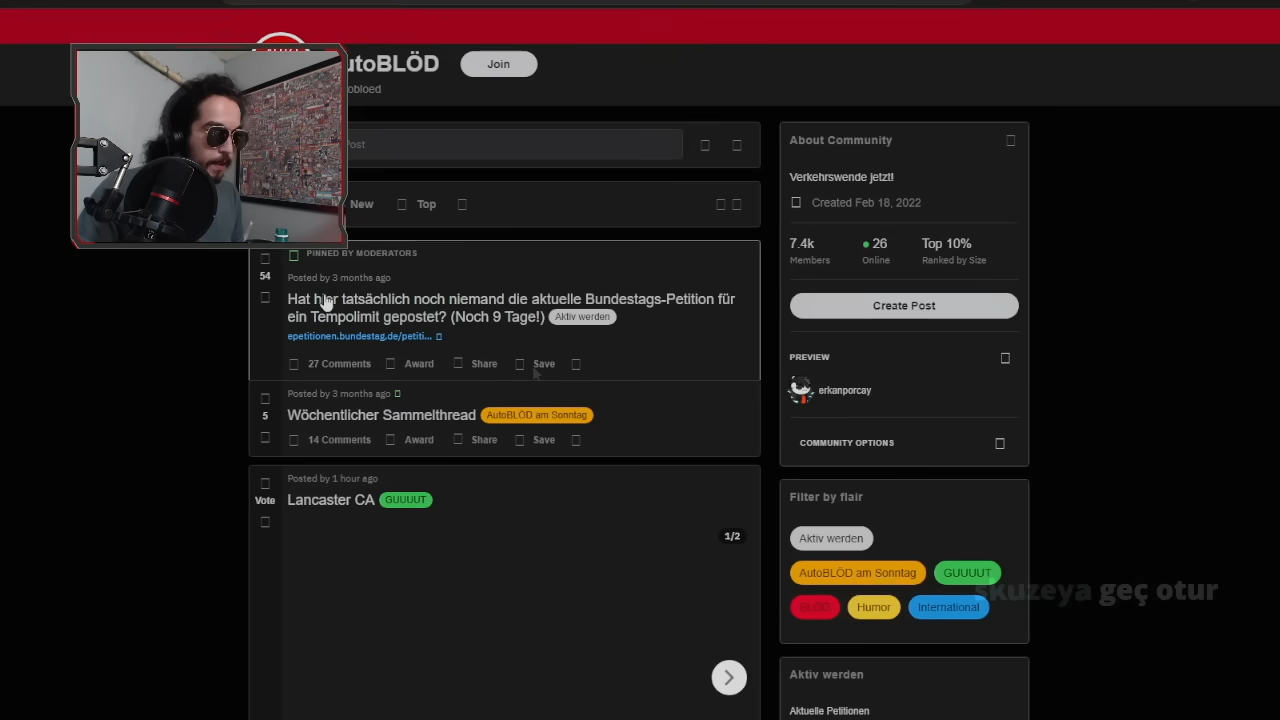 utoBLÖD
Join
obloed
ost
New
Top
PINNED BY MODERATORS
54
Posted by 3 months ago
Hat hier tatsächlich noch niemand die aktuelle Bundestags-Petition für
ein Tempolimit gepostet? (Noch 9 Tage!) Aktiv werden
epetitionen.bundestag.de/petiti...
27 Comments Award Share Save
Posted by 3 months ago
5
Wöchentlicher Sammelthread AutoBLÖD am Sonntag
14 Comments Award Share Save
Posted by 1 hour ago
Vote
Lancaster CA GUUUUT
1/2
About Community
Verkehrswende jetzt!
Created Feb 18, 2022
7.4k 26 Top 10%
Members Online Ranked by Size
Create Post
PREVIEW
erkanporcay
COMMUNITY OPTIONS
Filter by flair
Aktiv werden
AutoBLÖD am Sonntag GUUUUT
BLÖD Humor International
skuzeya geç otur
Aktiv werden
Aktuelle Petitionen